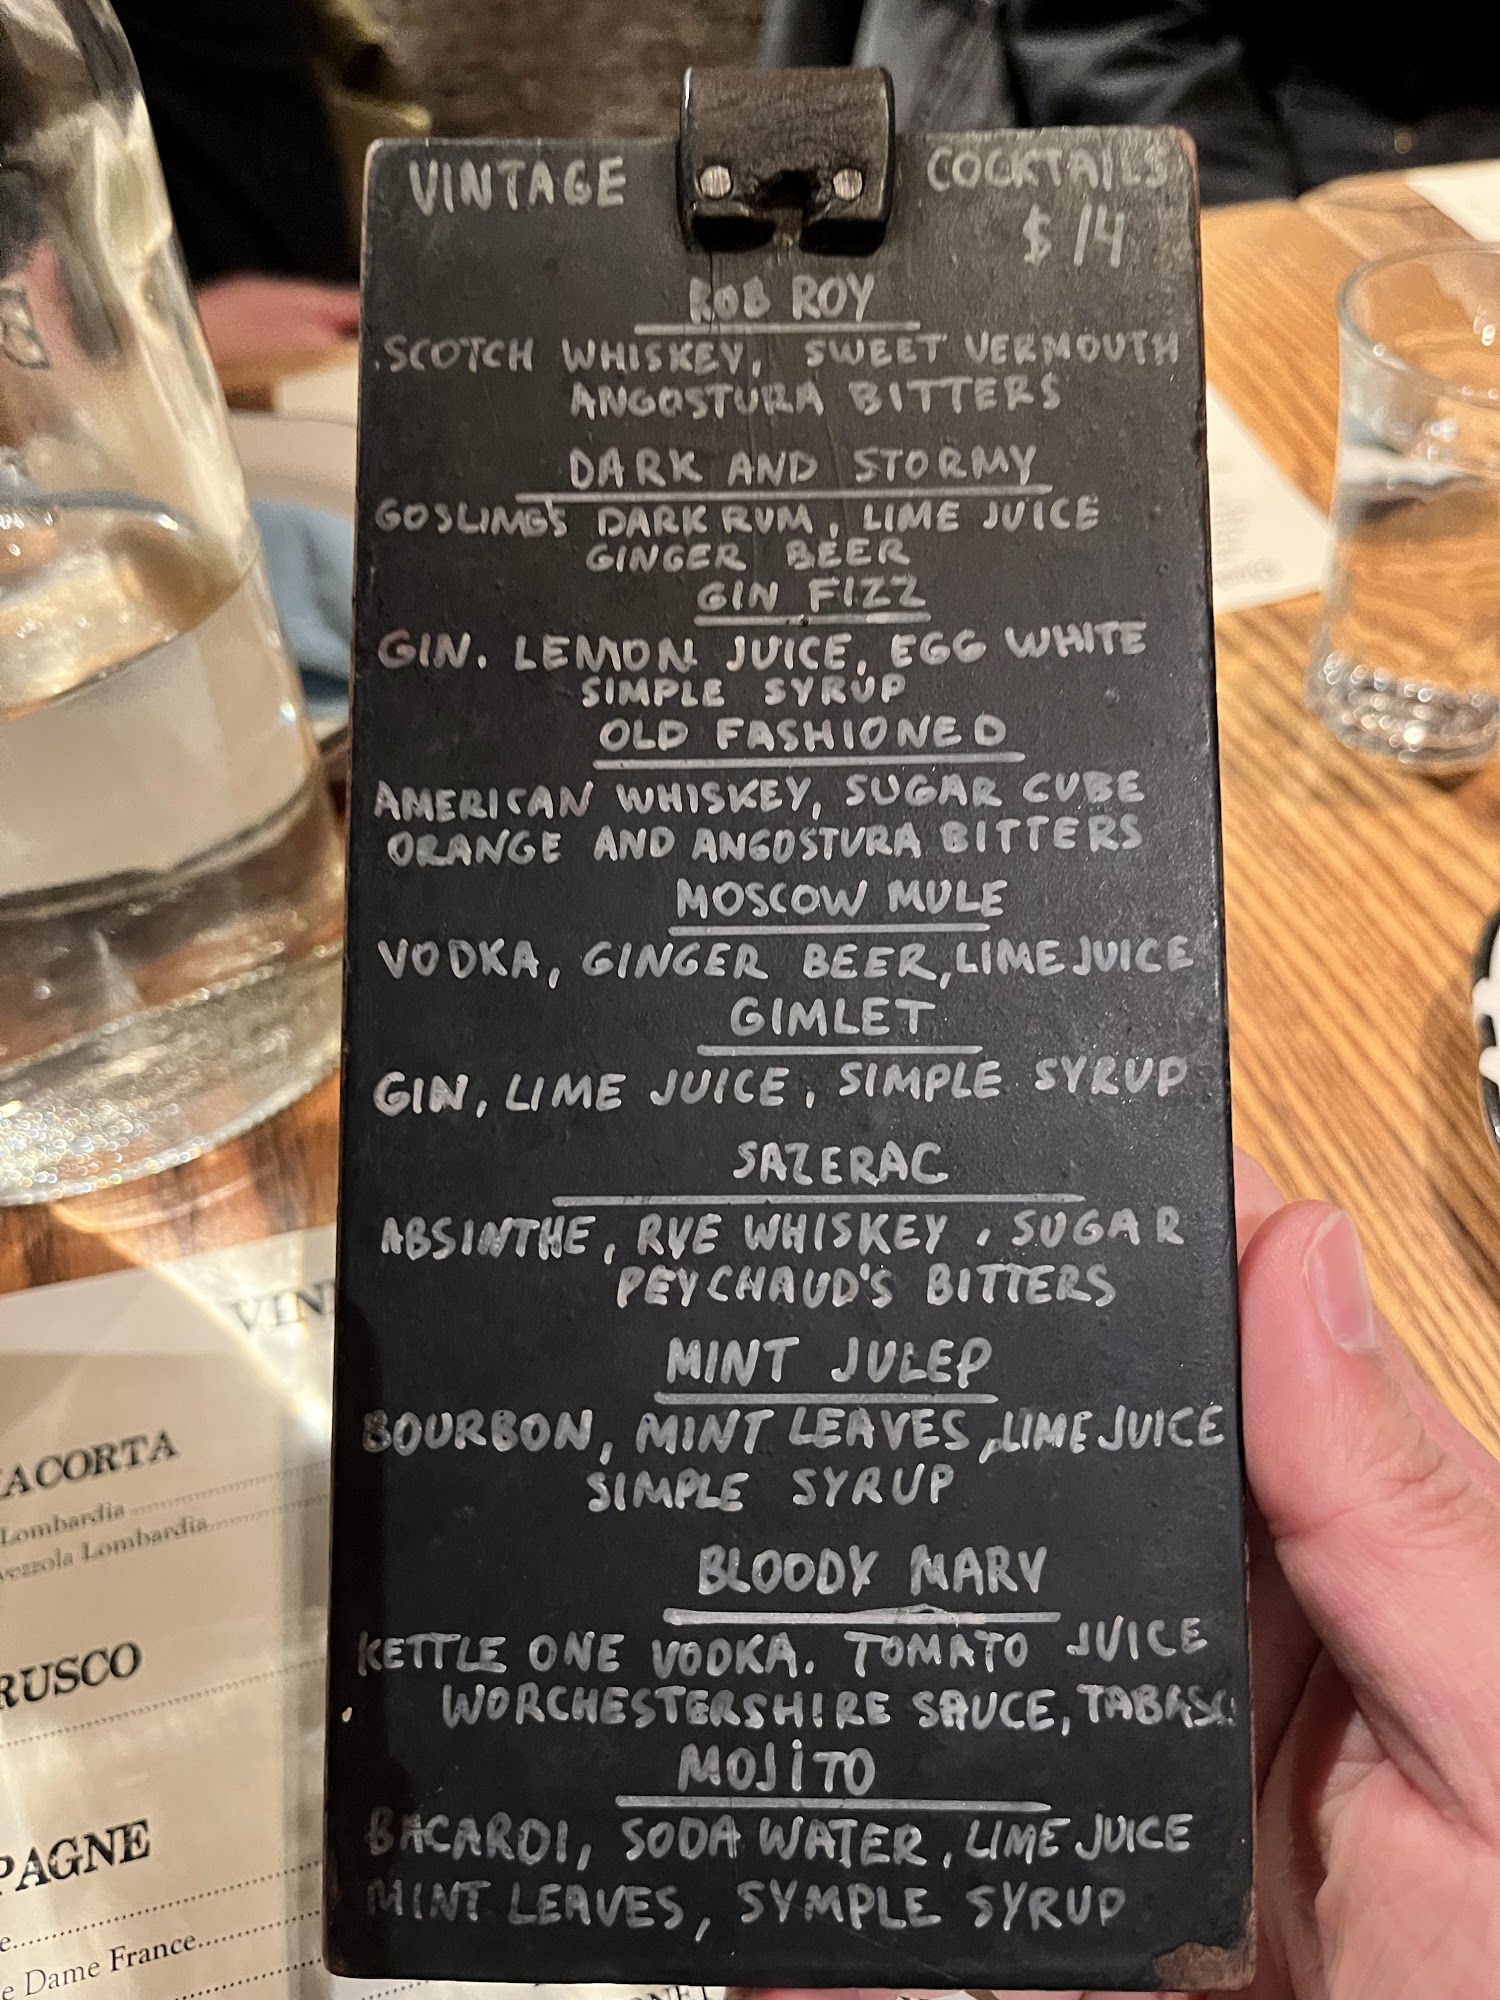 VINTAGE COCKTAILS
$ 14
ROB ROY
SCOTCH WHISKEY, SWEET VERMOUTH
ANGOSTURA BITTERS
DARK AND STORMY
GOSLING'S DARK RUM, LIME JUICE
GINGER BEER
GIN FIZZ
GIN. LEMON JUICE, EGG WHITE
SIMPLE SYRUP
OLD FASHIONED
AMERICAN WHISKEY, SUGAR CUBE
ORANGE AND ANGOSTURA BITTERS
MOSCOW MULE
VODKA, GINGER BEER, LIME JUICE
GIMLET
GIN, LIME JUICE, SIMPLE SYRUP
SAZERAC
ABSINTHE, RYE WHISKEY, SUGAR
PEYCHAUD'S BITTERS
MINT JULEP
BOURBON, MINT LEAVES, LIME JUICE
SIMPLE SYRUP
BLOODY MARY
KETTLE ONE VODKA. TOMATO JUICE
WORCHESTERSHIRE SAUCE, TABASC
MOJITO
BACARDI, SODA WATER, LIME JUICE
MINT LEAVES, SYMPLE SYRUP
VIN
ACORTA
Lombardia
vezzola Lombardia
RUSCO
PAGNE
e Dame France